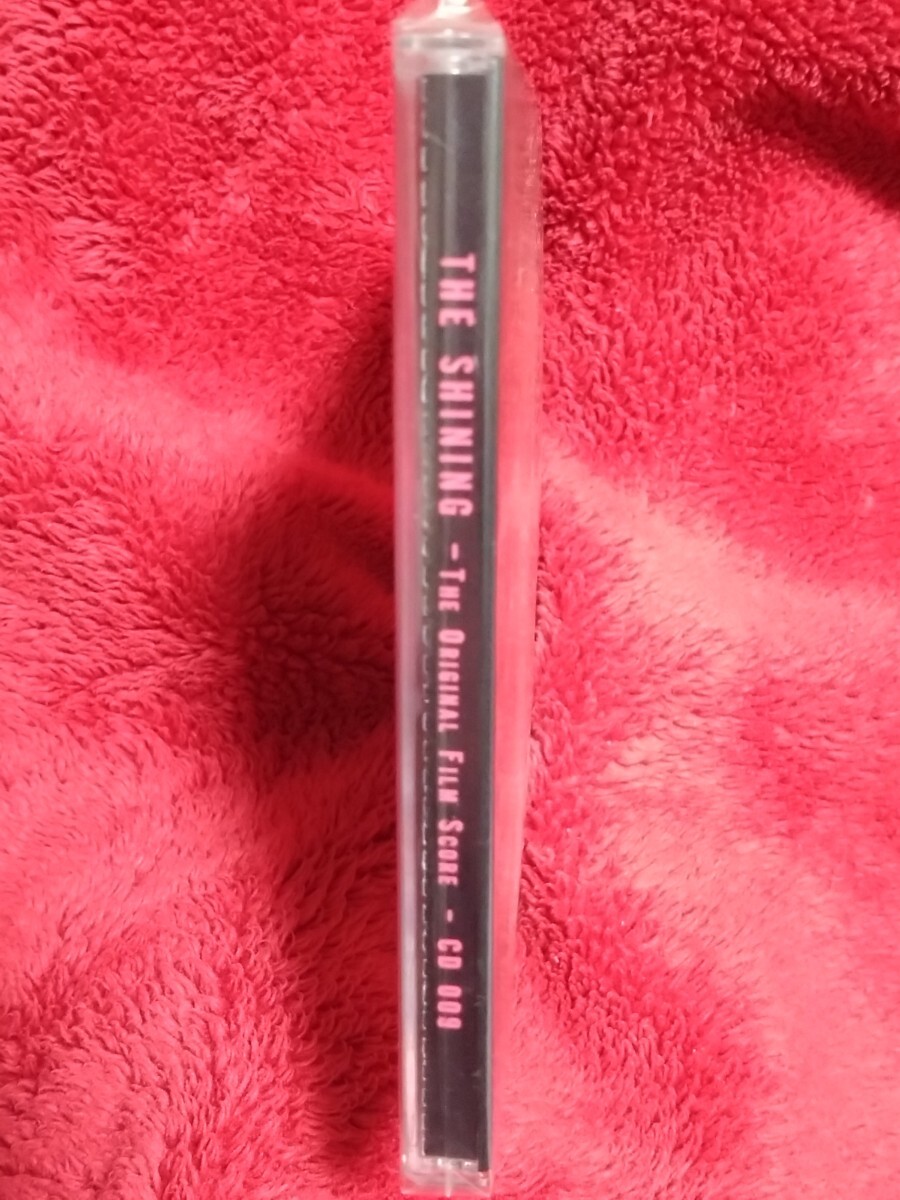 THE SHINING - THE ORIGINAL FILM SCORE - CD 009